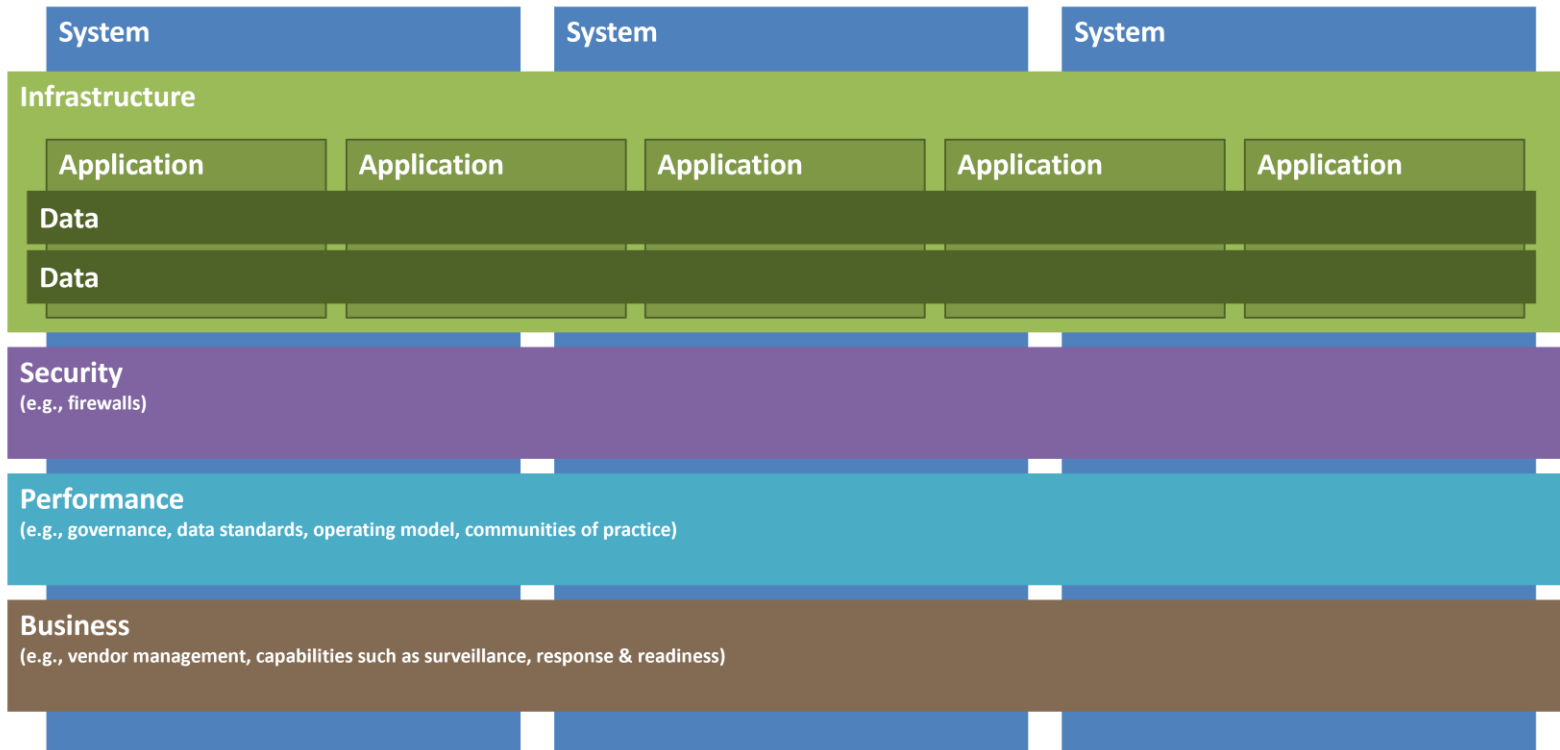 System
System
System
Infrastructure
Application
Application
Application
Application
Application
Data
Data
Security
(e.g., firewalls)
Performance
(e.g., governance, data standards, operating model, communities of practice)
Business
(e.g., vendor management, capabilities such as surveillance, response & readiness)